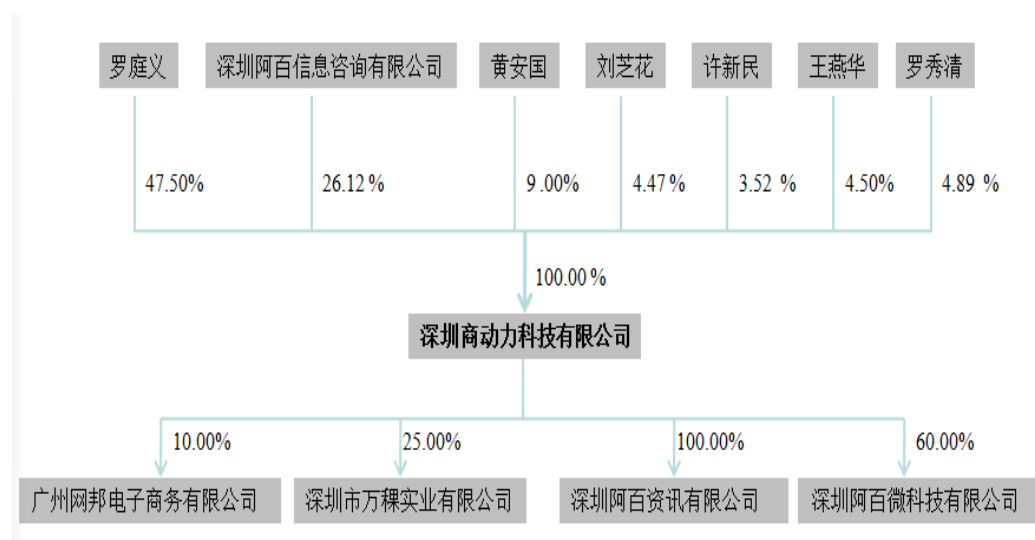 罗庭义 深圳阿百信息咨询有限公司 黄安国 刘芝花 许新民 王燕华 罗秀清
47.50% 26.12% 9.00% 4.47% 3.52 % 4.50% 4.89 %
100.00%
深圳商动力科技有限公司
10.00% 25.00% 100.00% 60.00%
广州网邦电子商务有限公司 深圳市万稞实业有限公司 深圳阿百资讯有限公司 深圳阿百微科技有限公司